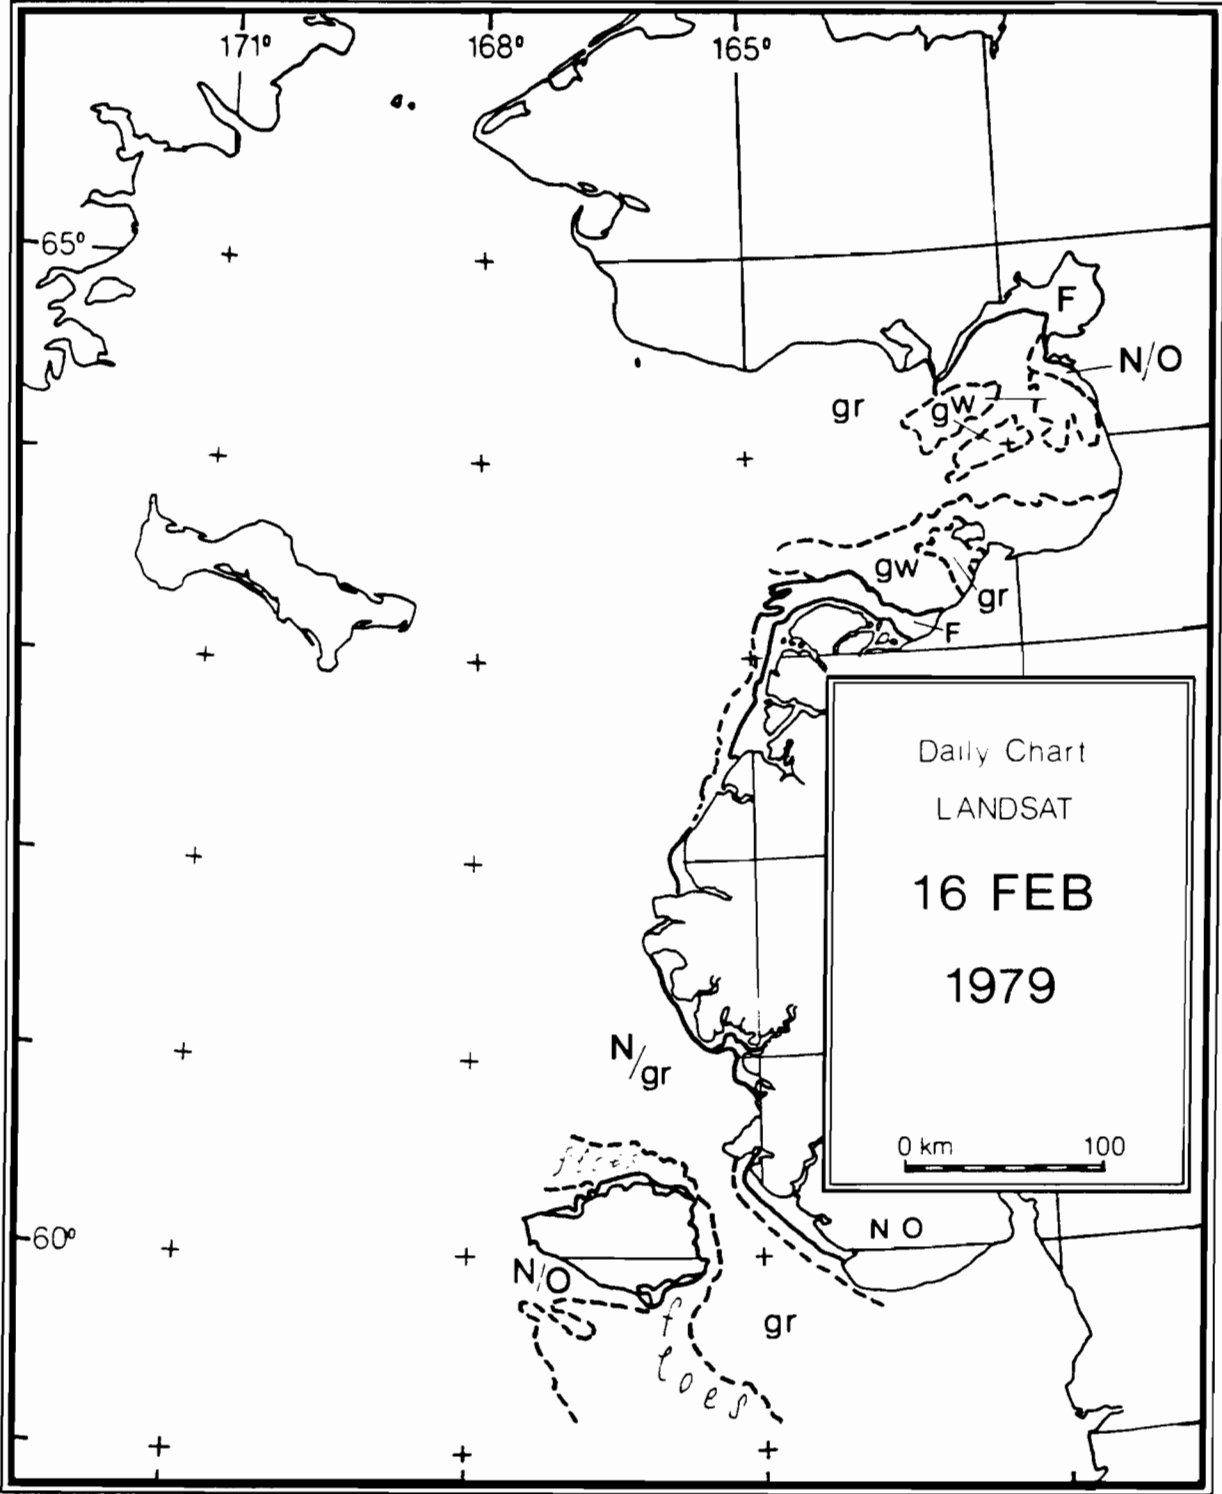 171° 168° 165°
65°
F
N/O
gr
gw
gw
gr
F
Daily Chart
LANDSAT
16 FEB
1979
N/gr
0 km 100
floes
60°
N O
N/O
gr
floes